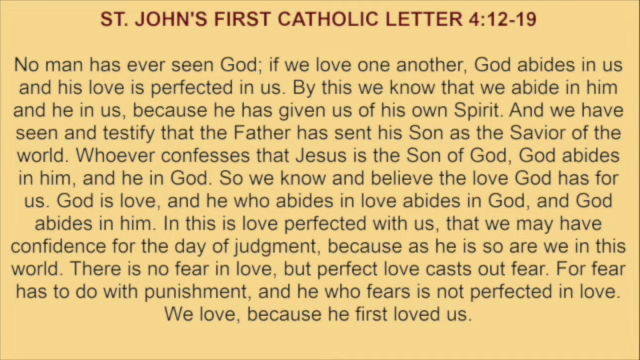 ST. JOHN'S FIRST CATHOLIC LETTER 4:12-19
No man has ever seen God; if we love one another, God abides in us
and his love is perfected in us. By this we know that we abide in him
and he in us, because he has given us of his own Spirit. And we have
seen and testify that the Father has sent his Son as the Savior of the
world. Whoever confesses that Jesus is the Son of God, God abides
in him, and he in God. So we know and believe the love God has for
us. God is love, and he who abides in love abides in God, and God
abides in him. In this is love perfected with us, that we may have
confidence for the day of judgment, because as he is so are we in this
world. There is no fear in love, but perfect love casts out fear. For fear
has to do with punishment, and he who fears is not perfected in love.
We love, because he first loved us.